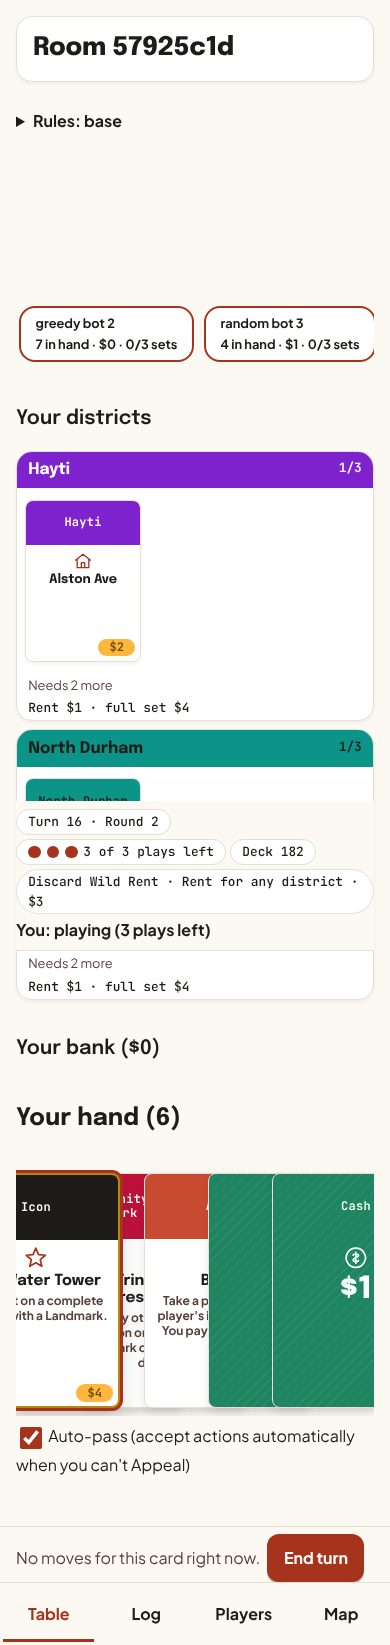 Room 57925c1d
Rules: base
greedy bot 2
7 in hand · $0 · 0/3 sets
random bot 3
4 in hand · $1 · 0/3 sets
Your districts
Hayti 1/3
Hayti
Alston Ave
$2
Needs 2 more
Rent $1 · full set $4
North Durham 1/3
North Durham
Turn 16 · Round 2
3 of 3 plays left
Deck 182
Discard Wild Rent · Rent for any district ·
$3
You: playing (3 plays left)
Needs 2 more
Rent $1 · full set $4
Your bank ($0)
Your hand (6)
Icon
Tower
on a complete
with a Landmark.
$4
Take a
You pay
Cash
$1
Auto-pass (accept actions automatically
when you can't Appeal)
No moves for this card right now.
End turn
Table Log Players Map